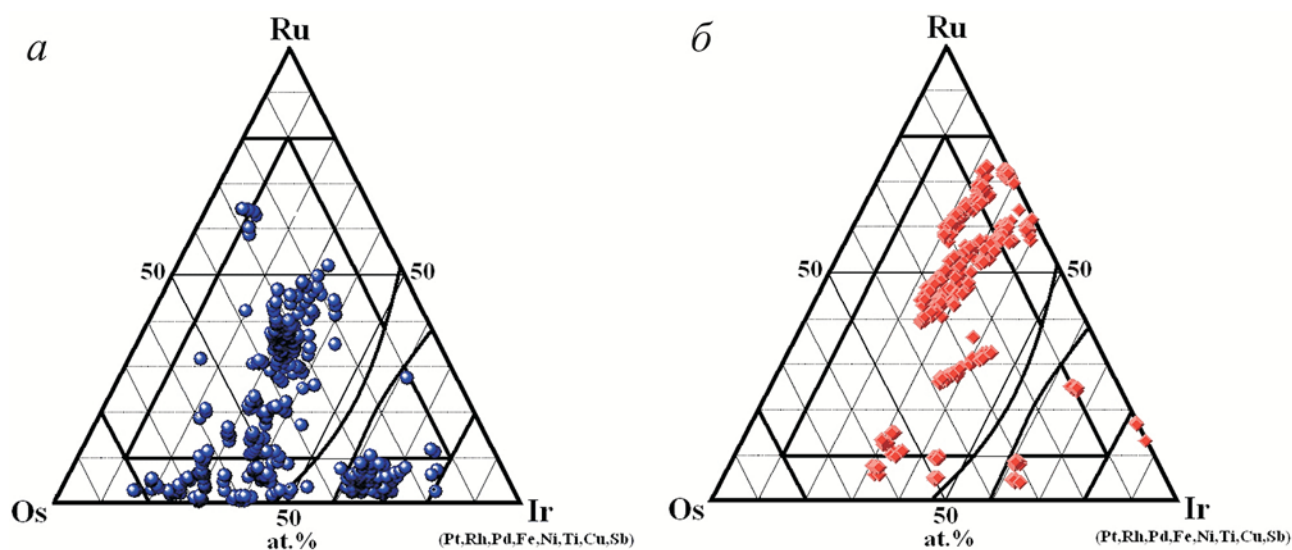 а
Ru
50
50
Os
50
Ir
at.%
(Pt,Rh,Pd,Fe,Ni,Ti,Cu,Sb)
б
Ru
50
50
Os
50
Ir
at.%
(Pt,Rh,Pd,Fe,Ni,Ti,Cu,Sb)